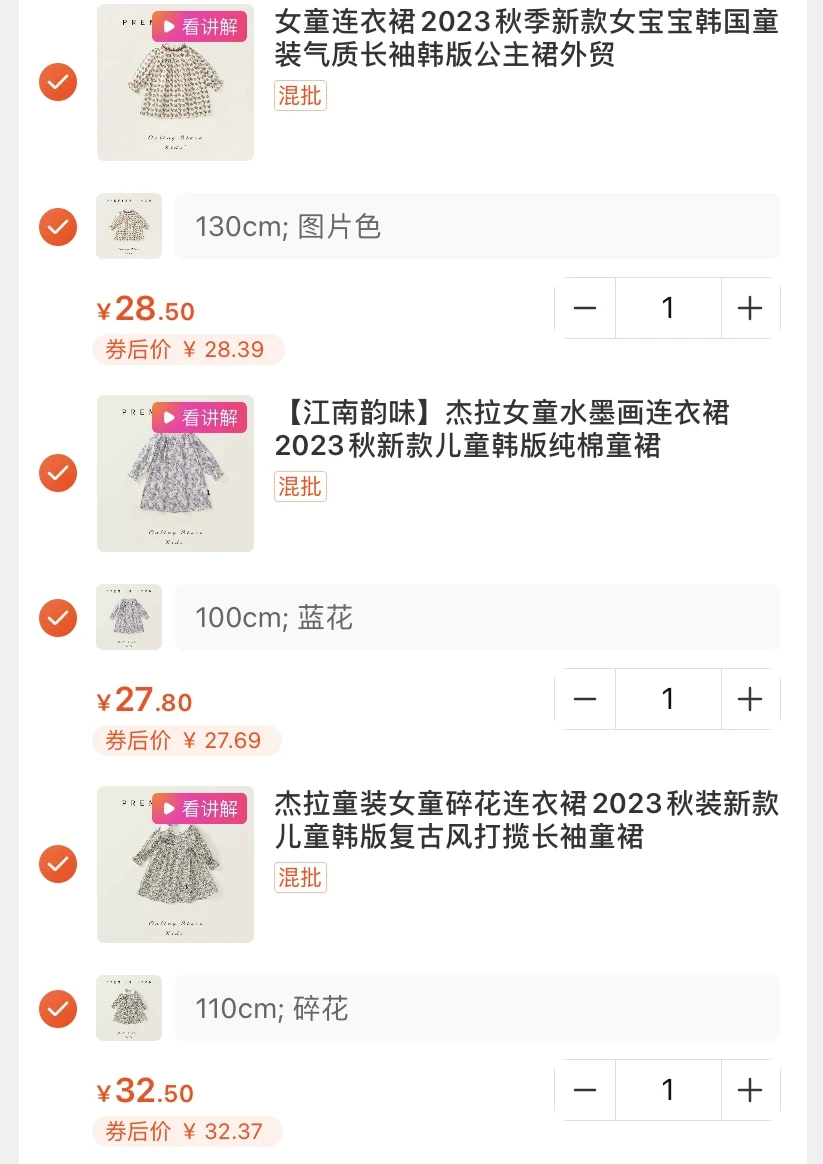 PREM
看讲解
女童连衣裙2023秋季新款女宝宝韩国童
装气质长袖韩版公主裙外贸
混批
130cm; 图片色
¥28.50
1
券后价 ¥ 28.39
看讲解
【江南韵味】杰拉女童水墨画连衣裙
2023秋新款儿童韩版纯棉童裙
混批
100cm; 蓝花
¥27.80
1
券后价 ¥ 27.69
看讲解
杰拉童装女童碎花连衣裙2023秋装新款
儿童韩版复古风打揽长袖童裙
混批
110cm; 碎花
¥32.50
1
券后价 ¥ 32.37